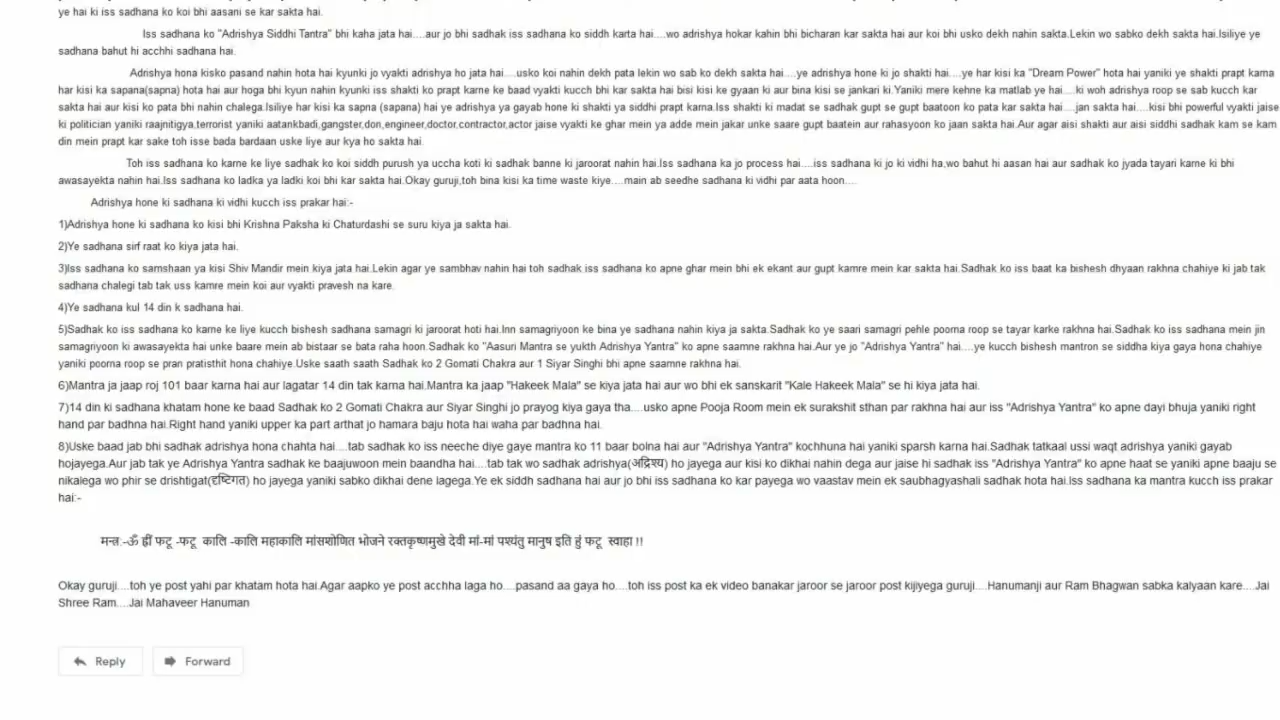 ye hai ki iss sadhana ko koi bhi aasani se kar sakta hai.
Iss sadhana ko "Adrishya Siddhi Tantra" bhi kaha jata hai....aur jo bhi sadhak iss sadhana ko siddh karta hai....wo adrishya hokar kahin bhi bicharan kar sakta hai aur koi bhi usko dekh nahin sakta.Lekin wo sabko dekh sakta hai.Isiliye ye
sadhana bahut hi acchhi sadhana hai.
Adrishya hona kisko pasand nahin hota hai kyunki jo vyakti adrishya ho jata hai....usko koi nahin dekh pata lekin wo sab ko dekh sakta hai....ye adrishya hone ki jo shakti hai....ye har kisi ka "Dream Power" hota hai yaniki ye shakti prapt karna
har kisi ka sapana(sapna) hota hai aur hoga bhi kyun nahin kyunki iss shakti ko prapt karne ke baad vyakti kucch bhi kar sakta hai bisi kisi ke gyaan ki aur bina kisi se jankari ki.Yaniki mere kehne ka matlab ye hai....ki woh adrishya roop se sab kucch kar
sakta hai aur kisi ko pata bhi nahin chalega.Isiliye har kisi ka sapna (sapana) hai ye adrishya ya gayab hone ki shakti ya siddhi prapt karna.Iss shakti ki madat se sadhak gupt se gupt baatoon ko pata kar sakta hai....jan sakta hai....kisi bhi powerful vyakti jaise
ki politician yaniki raajnitigya,terrorist yaniki aatankbadi,gangster,don,engineer,doctor,contractor,actor jaise vyakti ke ghar mein ya adde mein jakar unke saare gupt baatein aur rahasyoon ko jaan sakta hai.Aur agar aisi shakti aur aisi siddhi sadhak kam se kam
din mein prapt kar sake toh isse bada bardaan uske liye aur kya ho sakta hai.
Toh iss sadhana ko karne ke liye sadhak ko koi siddh purush ya uccha koti ki sadhak banne ki jaroorat nahin hai.Iss sadhana ka jo process hai....iss sadhana ki jo ki vidhi ha,wo bahut hi aasan hai aur sadhak ko jyada tayari karne ki bhi
awasayekta nahin hai.Iss sadhana ko ladka ya ladki koi bhi kar sakta hai.Okay guruji,toh bina kisi ka time waste kiye....main ab seedhe sadhana ki vidhi par aata hoon....
Adrishya hone ki sadhana ki vidhi kucch iss prakar hai:-
1)Adrishya hone ki sadhana ko kisi bhi Krishna Paksha ki Chaturdashi se suru kiya ja sakta hai.
2)Ye sadhana sirf raat ko kiya jata hai.
3)Iss sadhana ko samshaan ya kisi Shiv Mandir mein kiya jata hai.Lekin agar ye sambhav nahin hai toh sadhak iss sadhana ko apne ghar mein bhi ek ekant aur gupt kamre mein kar sakta hai.Sadhak ko iss baat ka bishesh dhyaan rakhna chahiye ki jab tak
sadhana chalegi tab tak uss kamre mein koi aur vyakti pravesh na kare.
4)Ye sadhana kul 14 din k sadhana hai.
5)Sadhak ko iss sadhana ko karne ke liye kucch bishesh sadhana samagri ki jaroorat hoti hai.Inn samagriyoon ke bina ye sadhana nahin kiya ja sakta.Sadhak ko ye saari samagri pehle poorna roop se tayar karke rakhna hai.Sadhak ko iss sadhana mein jin
samagriyoon ki awasayekta hai unke baare mein ab bistaar se bata raha hoon.Sadhak ko "Aasuri Mantra se yukth Adrishya Yantra" ko apne saamne rakhna hai.Aur ye jo "Adrishya Yantra" hai....ye kucch bishesh mantron se siddha kiya gaya hona chahiye
yaniki poorna roop se pran pratisthit hona chahiye.Uske saath saath Sadhak ko 2 Gomati Chakra aur 1 Siyar Singhi bhi apne saamne rakhna hai.
6)Mantra ja jaap roj 101 baar karna hai aur lagatar 14 din tak karna hai.Mantra ka jaap "Hakeek Mala" se kiya jata hai aur wo bhi ek sanskarit "Kale Hakeek Mala" se hi kiya jata hai.
7)14 din ki sadhana khatam hone ke baad Sadhak ko 2 Gomati Chakra aur Siyar Singhi jo prayog kiya gaya tha....usko apne Pooja Room mein ek surakshit sthan par rakhna hai aur iss "Adrishya Yantra" ko apne dayi bhuja yaniki right
hand par badhna hai.Right hand yaniki upper ka part arthat jo hamara baju hota hai waha par badhna hai.
8)Uske baad jab bhi sadhak adrishya hona chahta hai....tab sadhak ko iss neeche diye gaye mantra ko 11 baar bolna hai aur "Adrishya Yantra" kochhuna hai yaniki sparsh karna hai.Sadhak tatkaal ussi waqt adrishya yaniki gayab
hojayega.Aur jab tak ye Adrishya Yantra sadhak ke baajuwoon mein baandha hai....tab tak wo sadhak adrishya(अद्रिश्य) ho jayega aur kisi ko dikhai nahin dega aur jaise hi sadhak iss "Adrishya Yantra" ko apne haat se yaniki apne baaju se
nikalega wo phir se drishtigat(दृष्टिगत) ho jayega yaniki sabko dikhai dene lagega.Ye ek siddh sadhana hai aur jo bhi iss sadhana ko kar payega wo vaastav mein ek saubhagyashali sadhak hota hai.Iss sadhana ka mantra kucch iss prakar
hai:-
मन्त्र:-ॐ ह्रीं फटू -फटू कालि -कालि महाकालि मांसशोणित भोजने रक्तकृष्णमुखे देवी मां-मां पश्यंतु मानुष इति हुं फटू स्वाहा !!
Okay guruji....toh ye post yahi par khatam hota hai.Agar aapko ye post acchha laga ho....pasand aa gaya ho....toh iss post ka ek video banakar jaroor se jaroor post kijiyega guruji....Hanumanji aur Ram Bhagwan sabka kalyaan kare....Jai
Shree Ram....Jai Mahaveer Hanuman
Reply Forward